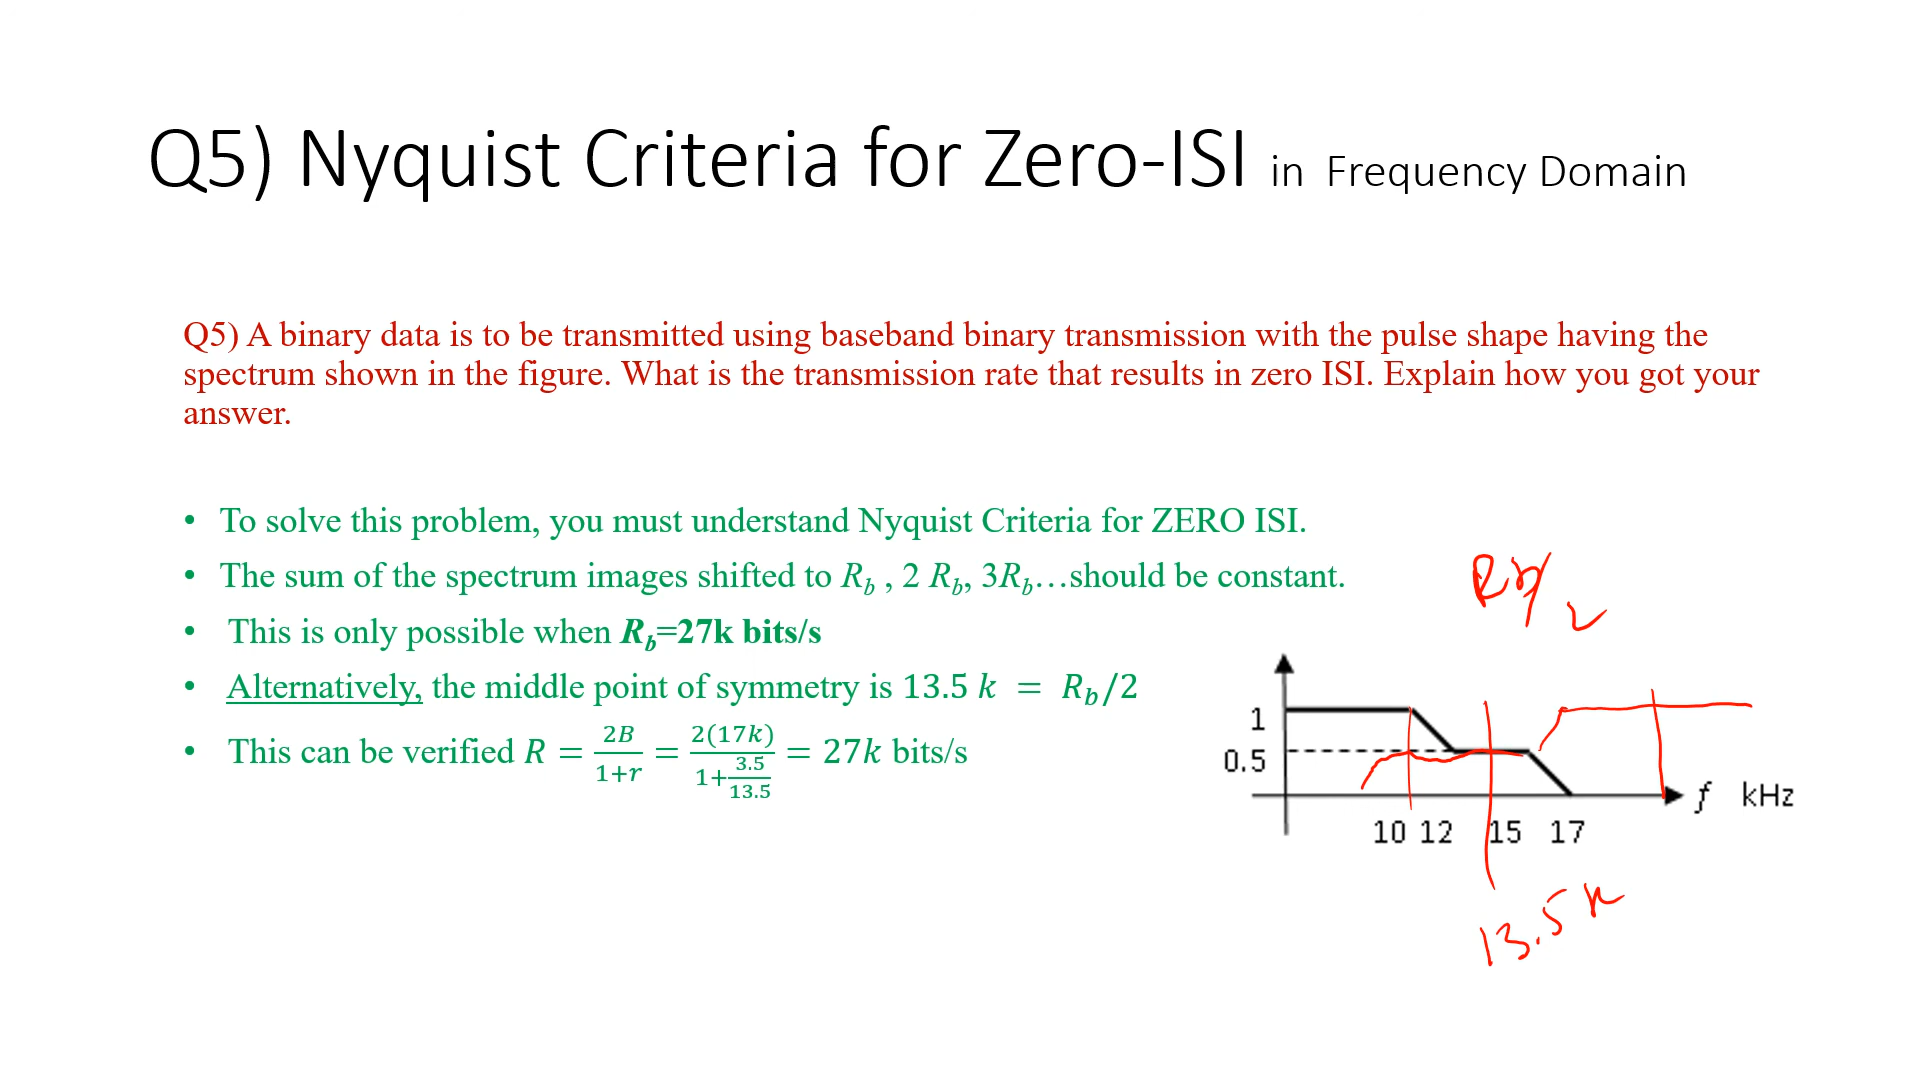 Q5) Nyquist Criteria for Zero-ISI in Frequency Domain
Q5) A binary data is to be transmitted using baseband binary transmission with the pulse shape having the
spectrum shown in the figure. What is the transmission rate that results in zero ISI. Explain how you got your
answer.
• To solve this problem, you must understand Nyquist Criteria for ZERO ISI.
• The sum of the spectrum images shifted to R_b , 2 R_b, 3R_b…should be constant.
• This is only possible when R_b=27k bits/s
• Alternatively, the middle point of symmetry is 13.5 k = R_b/2
• This can be verified R = 2B/(1+r) = 2(17k)/(1+3.5/13.5) = 27k bits/s
Rb/2
1
0.5
f kHz
10 12 15 17
13.5 k